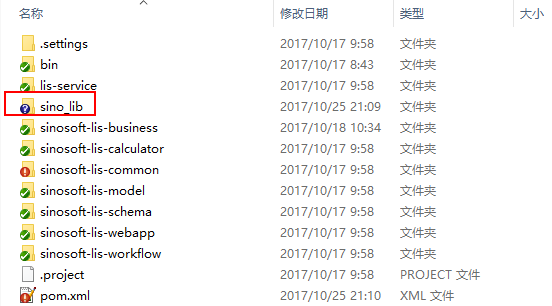 名称 修改日期 类型
.settings 2017/10/17 9:58 文件夹
bin 2017/10/17 8:43 文件夹
lis-service 2017/10/17 9:58 文件夹
sino_lib 2017/10/25 21:09 文件夹
sinosoft-lis-business 2017/10/18 10:34 文件夹
sinosoft-lis-calculator 2017/10/17 9:58 文件夹
sinosoft-lis-common 2017/10/17 9:58 文件夹
sinosoft-lis-model 2017/10/17 9:58 文件夹
sinosoft-lis-schema 2017/10/17 9:58 文件夹
sinosoft-lis-webapp 2017/10/17 9:58 文件夹
sinosoft-lis-workflow 2017/10/17 9:58 文件夹
.project 2017/10/17 9:58 PROJECT 文件
pom.xml 2017/10/25 21:10 XML 文件